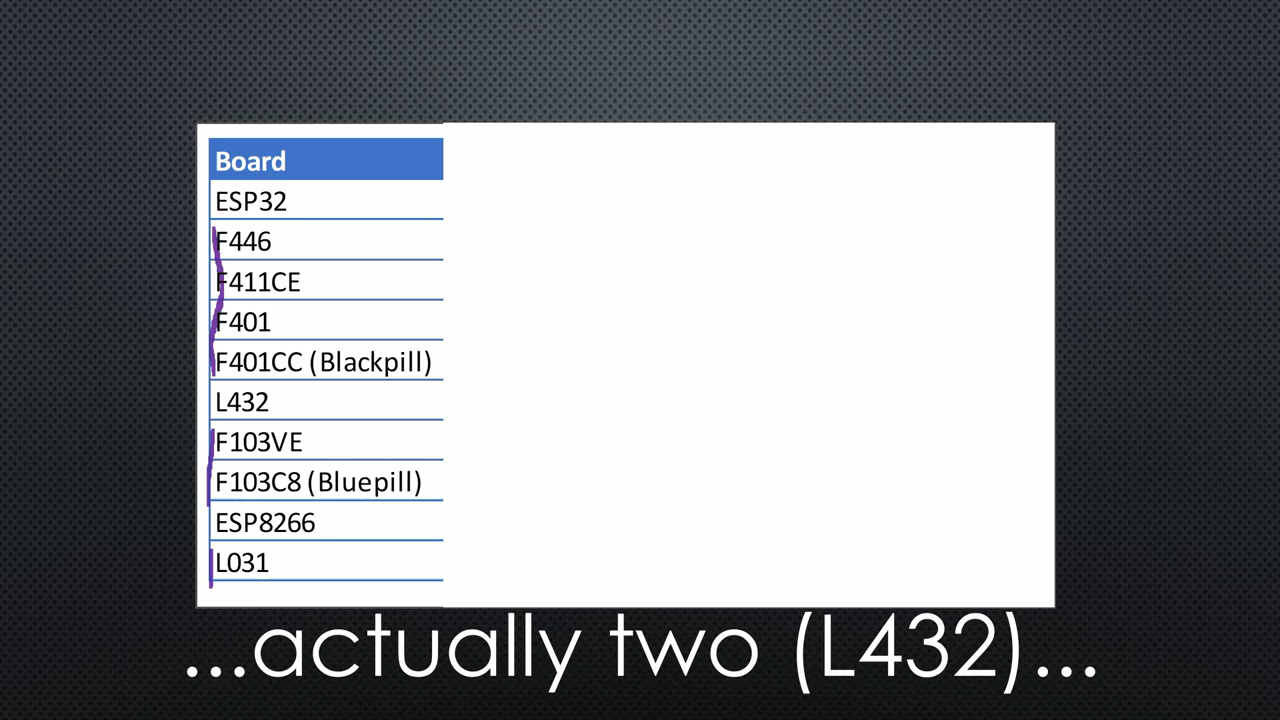 Board
ESP32
F446
F411CE
F401
F401CC (Blackpill)
L432
F103VE
F103C8 (Bluepill)
ESP8266
L031
...actually two (L432)...